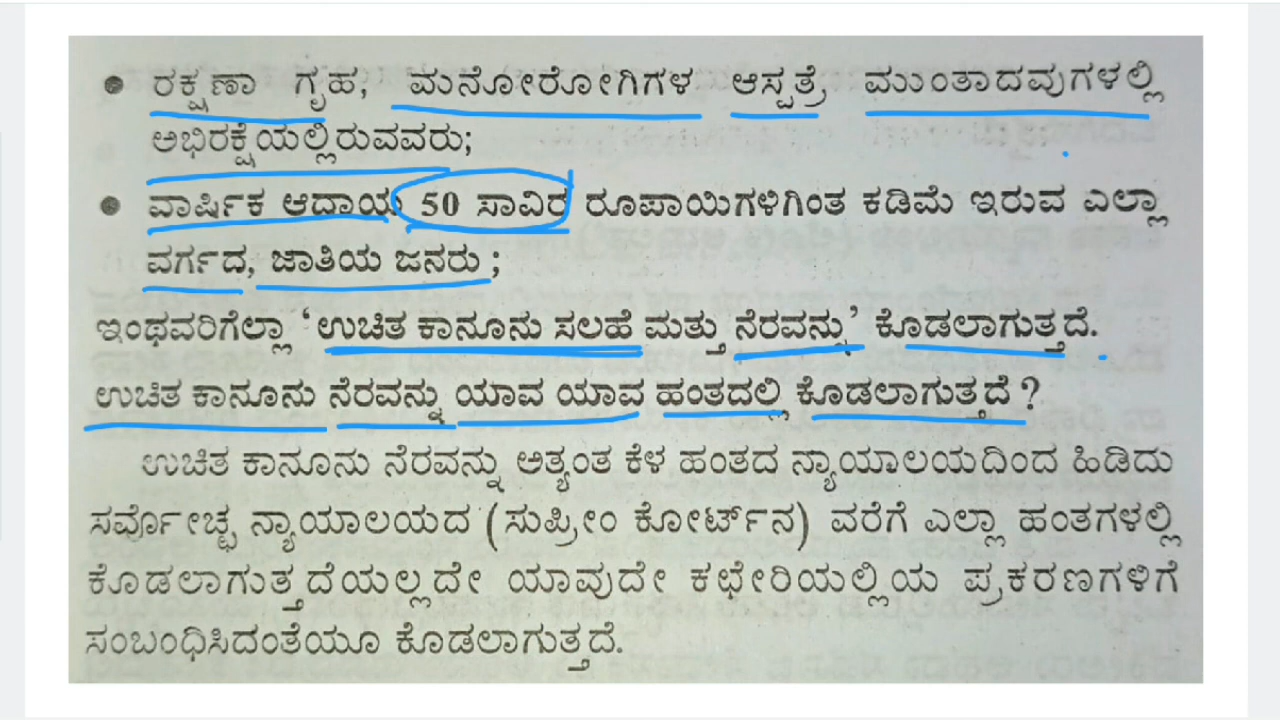 ● ರಕ್ಷಣಾ ಗೃಹ, ಮನೋರೋಗಿಗಳ ಆಸ್ಪತ್ರೆ ಮುಂತಾದವುಗಳಲ್ಲಿ
ಅಭಿರಕ್ಷೆಯಲ್ಲಿರುವವರು;
● ವಾರ್ಷಿಕ ಆದಾಯ 50 ಸಾವಿರ ರೂಪಾಯಿಗಳಿಗಿಂತ ಕಡಿಮೆ ಇರುವ ಎಲ್ಲಾ
ವರ್ಗದ, ಜಾತಿಯ ಜನರು ;
ಇಂಥವರಿಗೆಲ್ಲಾ ‘ಉಚಿತ ಕಾನೂನು ಸಲಹೆ ಮತ್ತು ನೆರವನ್ನು’ ಕೊಡಲಾಗುತ್ತದೆ.
ಉಚಿತ ಕಾನೂನು ನೆರವನ್ನು ಯಾವ ಯಾವ ಹಂತದಲ್ಲಿ ಕೊಡಲಾಗುತ್ತದೆ ?
ಉಚಿತ ಕಾನೂನು ನೆರವನ್ನು ಅತ್ಯಂತ ಕೆಳ ಹಂತದ ನ್ಯಾಯಾಲಯದಿಂದ ಹಿಡಿದು
ಸರ್ವೋಚ್ಛ ನ್ಯಾಯಾಲಯದ (ಸುಪ್ರೀಂ ಕೋರ್ಟ್‌ನ) ವರೆಗೆ ಎಲ್ಲಾ ಹಂತಗಳಲ್ಲಿ
ಕೊಡಲಾಗುತ್ತದೆಯಲ್ಲದೇ ಯಾವುದೇ ಕಛೇರಿಯಲ್ಲಿಯ ಪ್ರಕರಣಗಳಿಗೆ
ಸಂಬಂಧಿಸಿದಂತೆಯೂ ಕೊಡಲಾಗುತ್ತದೆ.